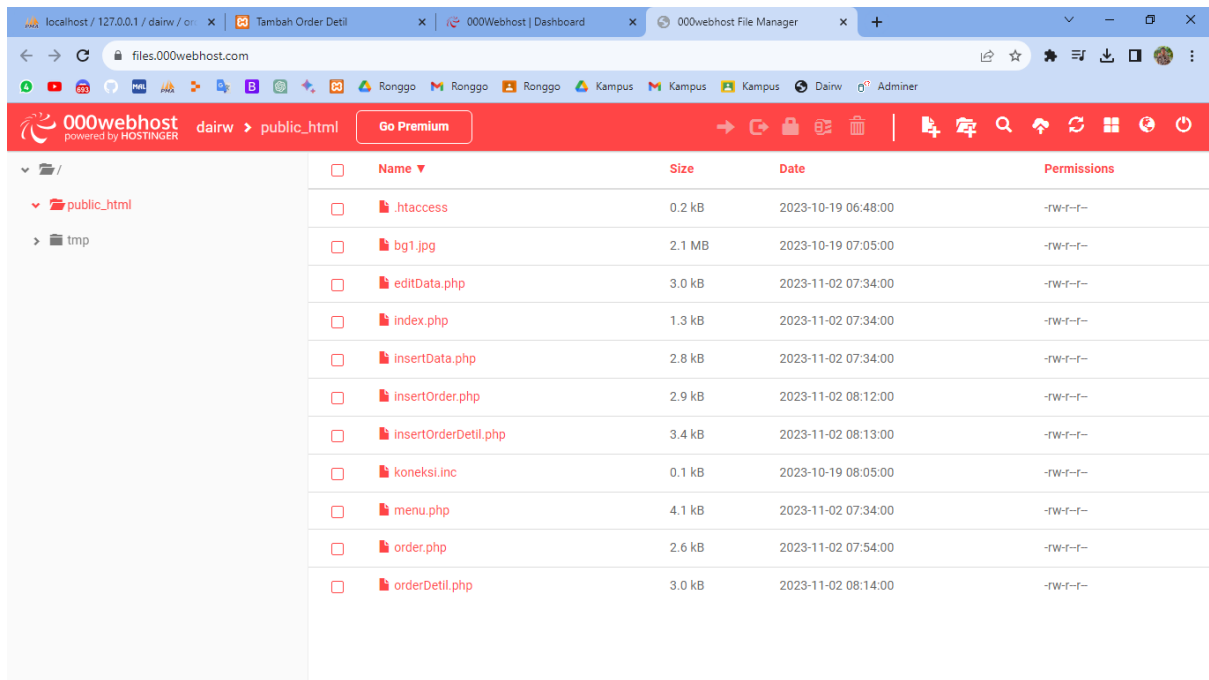 localhost / 127.0.0.1 / dairw / ord
Tambah Order Detil
000Webhost | Dashboard
000webhost File Manager
files.000webhost.com
4 693 MAIL B Ronggo Ronggo Ronggo Kampus Kampus Kampus Dairw Adminer
000webhost
powered by HOSTINGER
dairw > public_html
Go Premium
/
public_html
tmp
Name ▼ Size Date Permissions
.htaccess 0.2 kB 2023-10-19 06:48:00 -rw-r--r--
bg1.jpg 2.1 MB 2023-10-19 07:05:00 -rw-r--r--
editData.php 3.0 kB 2023-11-02 07:34:00 -rw-r--r--
index.php 1.3 kB 2023-11-02 07:34:00 -rw-r--r--
insertData.php 2.8 kB 2023-11-02 07:34:00 -rw-r--r--
insertOrder.php 2.9 kB 2023-11-02 08:12:00 -rw-r--r--
insertOrderDetil.php 3.4 kB 2023-11-02 08:13:00 -rw-r--r--
koneksi.inc 0.1 kB 2023-10-19 08:05:00 -rw-r--r--
menu.php 4.1 kB 2023-11-02 07:34:00 -rw-r--r--
order.php 2.6 kB 2023-11-02 07:54:00 -rw-r--r--
orderDetil.php 3.0 kB 2023-11-02 08:14:00 -rw-r--r--